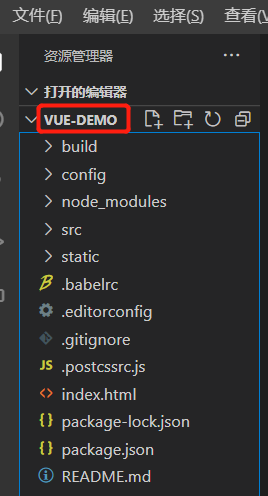 文件(F) 编辑(E) 选择(S) 查看(
资源管理器 ···
打开的编辑器
VUE-DEMO
build
config
node_modules
src
static
.babelrc
.editorconfig
.gitignore
JS .postcssrc.js
<> index.html
{ } package-lock.json
{ } package.json
README.md